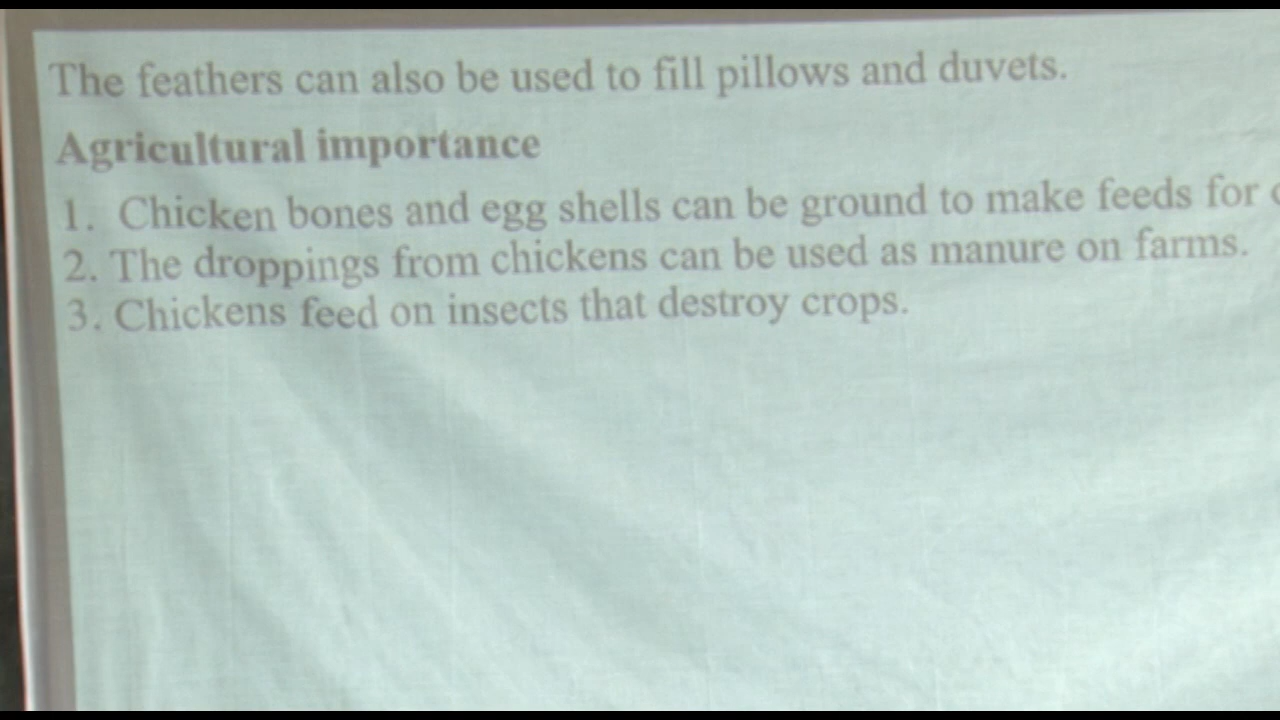 The feathers can also be used to fill pillows and duvets.
Agricultural importance
1. Chicken bones and egg shells can be ground to make feeds for
2. The droppings from chickens can be used as manure on farms.
3. Chickens feed on insects that destroy crops.